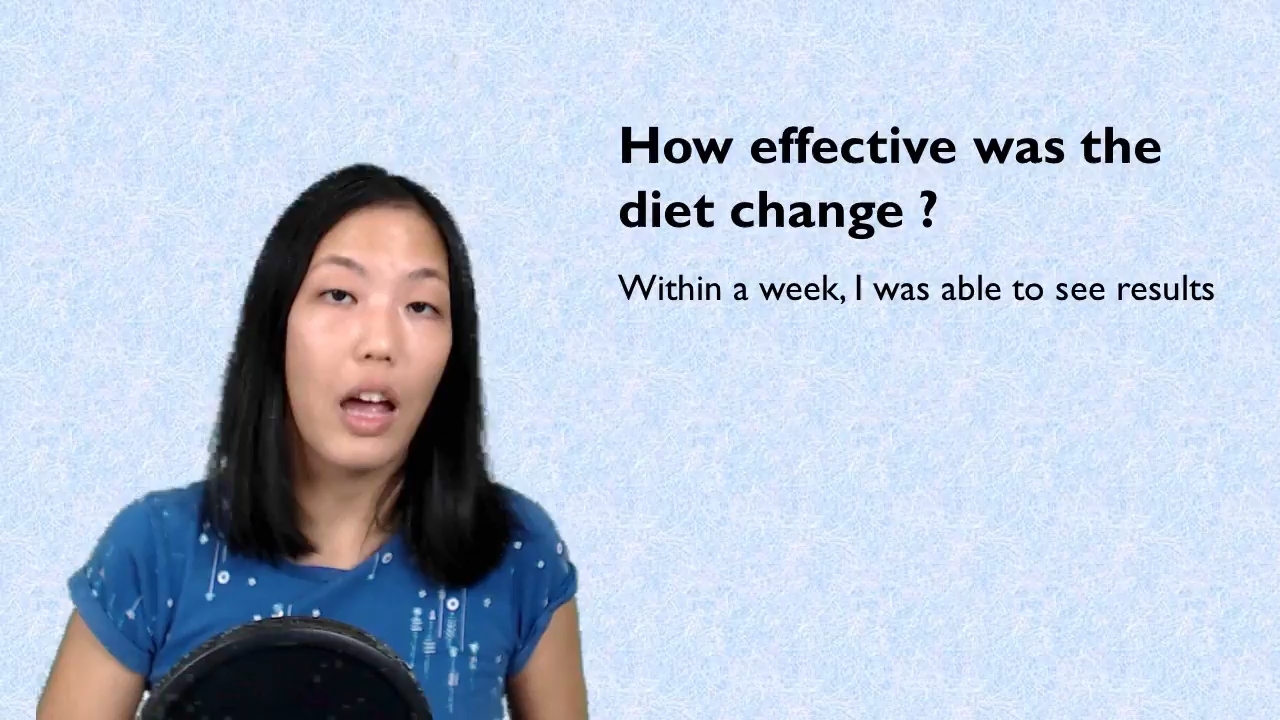 How effective was the
diet change ?
Within a week, I was able to see results